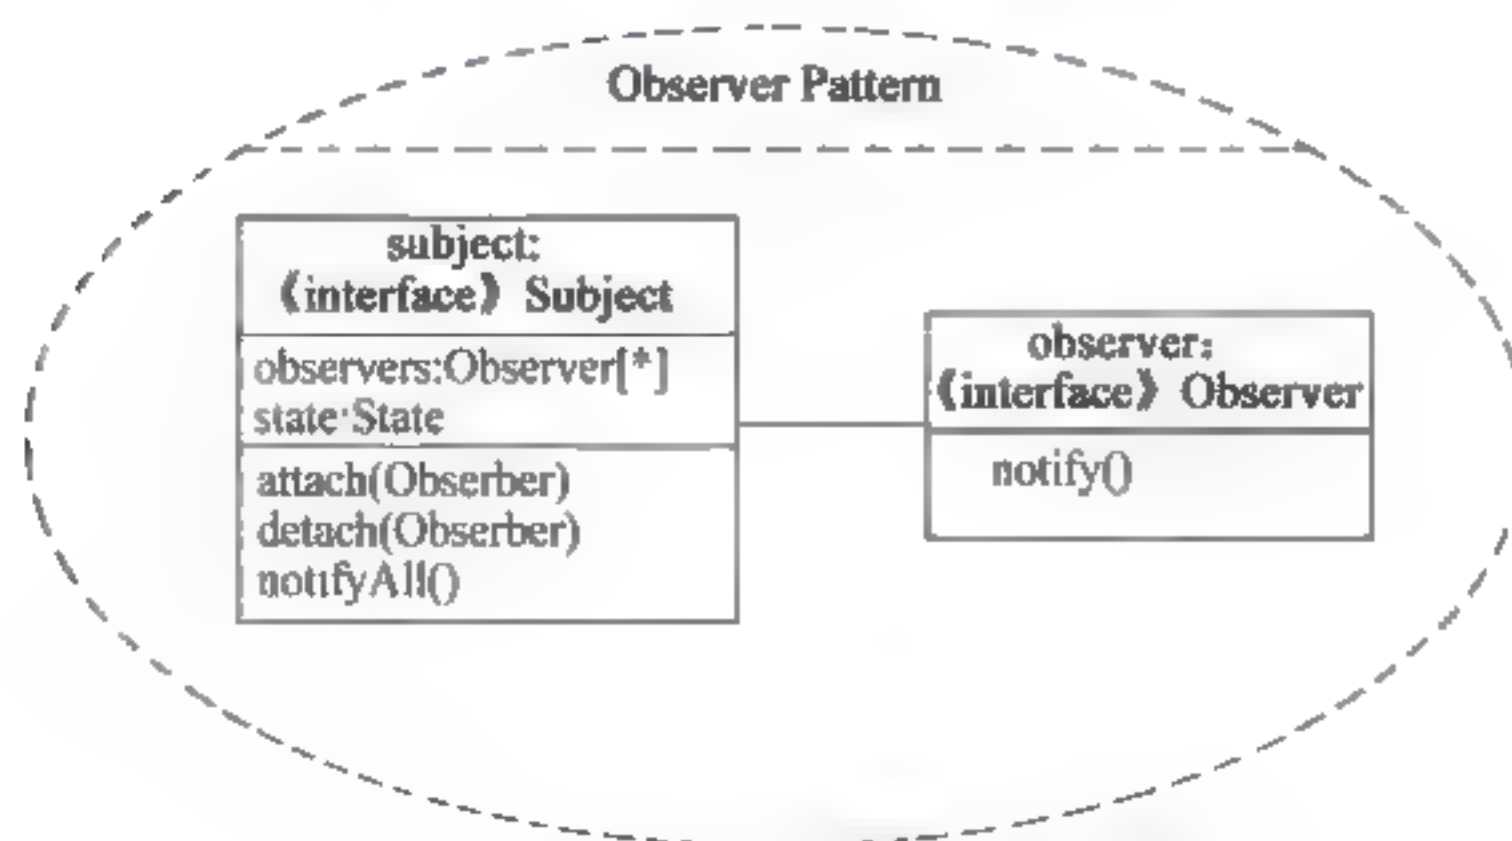 Observer Pattern
subject:
《interface》 Subject
observers:Observer[*]
state:State
attach(Obserber)
detach(Obserber)
notifyAll()
observer:
《interface》 Observer
notify()